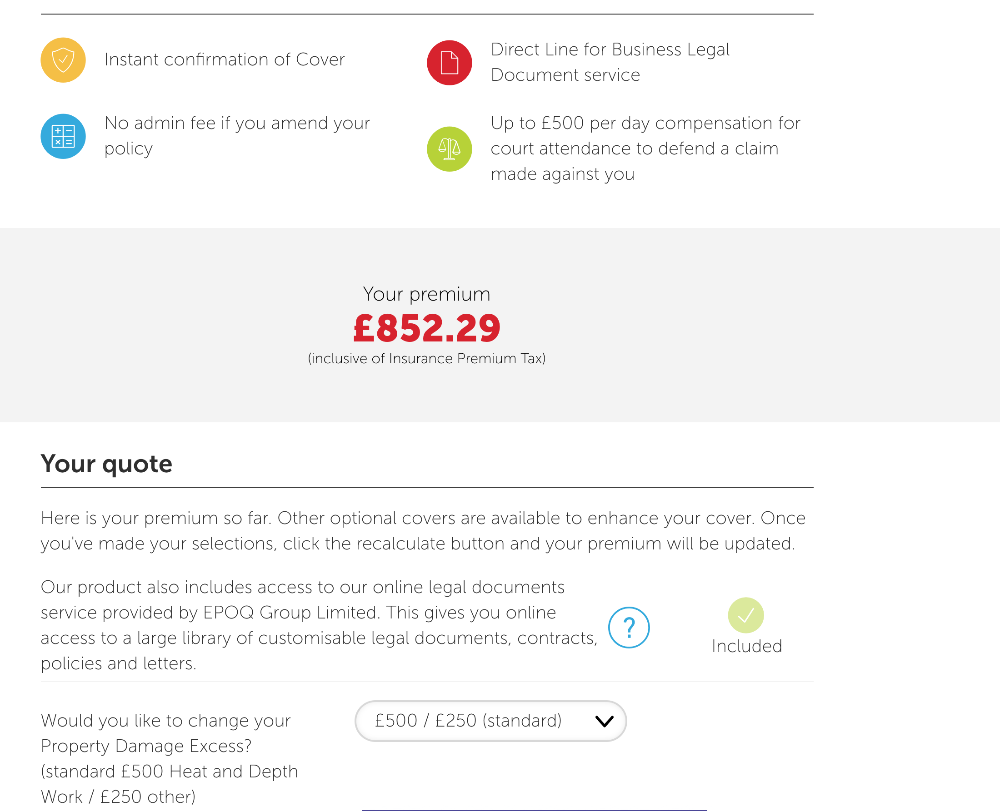 Instant confirmation of Cover
Direct Line for Business Legal
Document service
No admin fee if you amend your
policy
Up to £500 per day compensation for
court attendance to defend a claim
made against you
Your premium
£852.29
(inclusive of Insurance Premium Tax)
Your quote
Here is your premium so far. Other optional covers are available to enhance your cover. Once
you've made your selections, click the recalculate button and your premium will be updated.
Our product also includes access to our online legal documents
service provided by EPOQ Group Limited. This gives you online
access to a large library of customisable legal documents, contracts,
policies and letters.
?
Included
Would you like to change your
Property Damage Excess?
(standard £500 Heat and Depth
Work / £250 other)
£500 / £250 (standard)